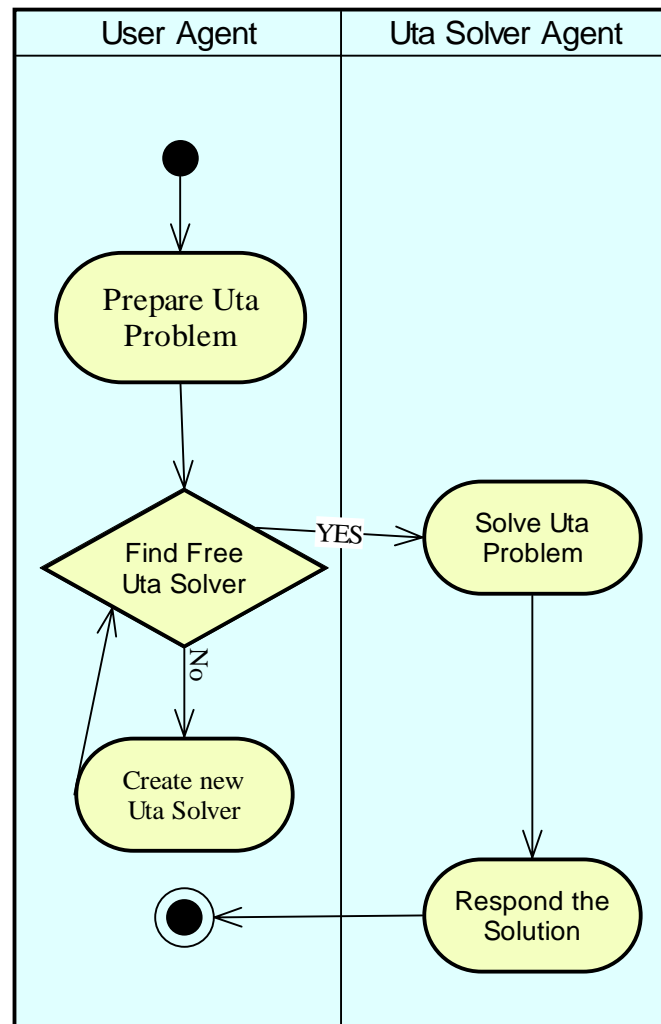 User Agent
Uta Solver Agent
Prepare Uta
Problem
Find Free
Uta Solver
YES
Solve Uta
Problem
No
Create new
Uta Solver
Respond the
Solution